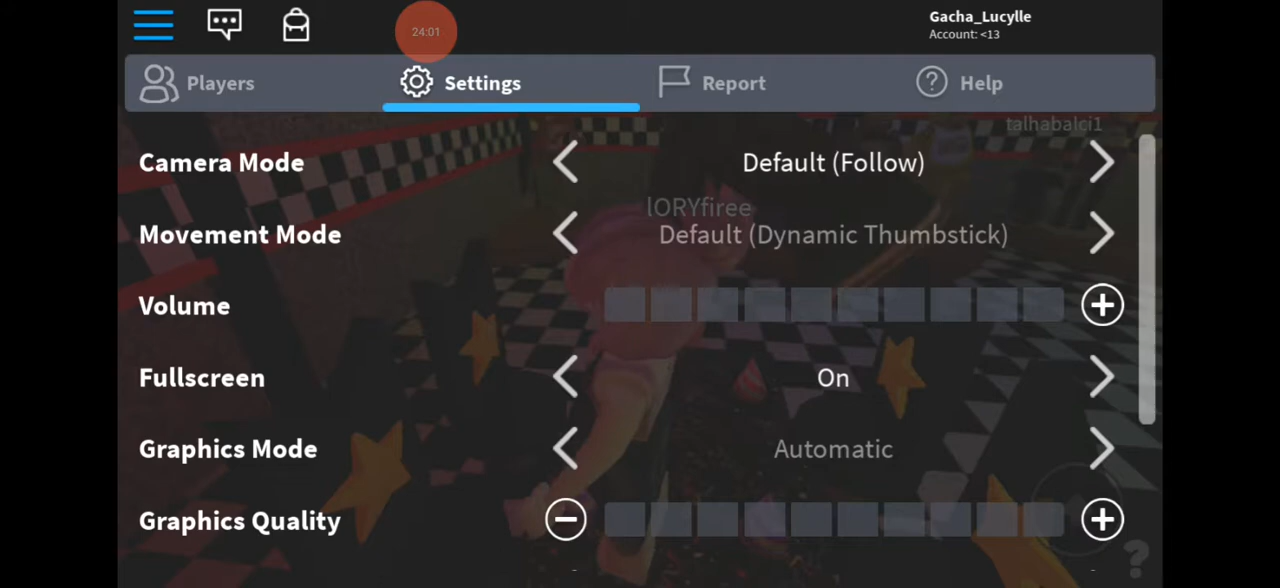 Gacha_Lucylle
Account: <13
24:01
Players
Settings
Report
Help
talhabalci1
Camera Mode
Default (Follow)
lORYfiree
Movement Mode
Default (Dynamic Thumbstick)
Volume
Fullscreen
On
Graphics Mode
Automatic
Graphics Quality
?